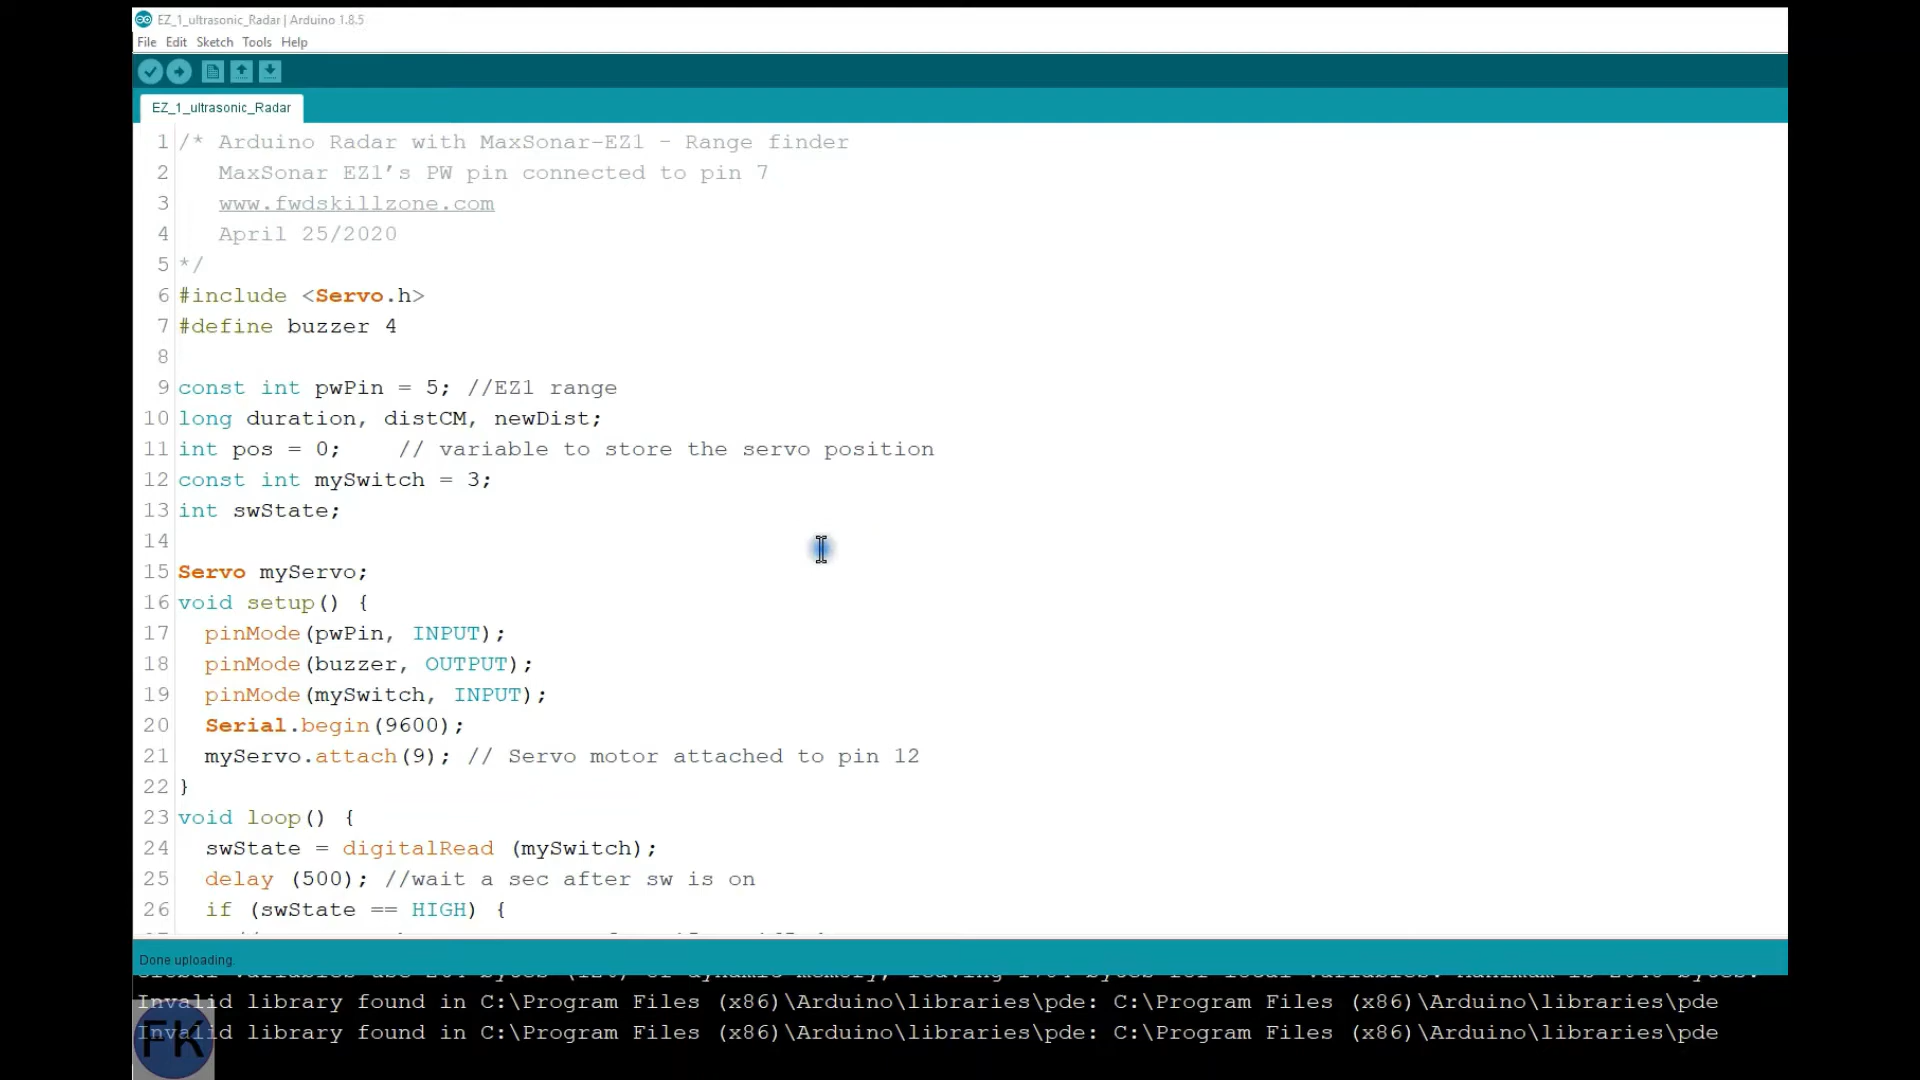 EZ_1_ultrasonic_Radar | Arduino 1.8.5
File Edit Sketch Tools Help
EZ_1_ultrasonic_Radar
1 /* Arduino Radar with MaxSonar-EZ1 - Range finder
2 MaxSonar EZ1’s PW pin connected to pin 7
3 www.fwdskillzone.com
4 April 25/2020
5 */
6 #include <Servo.h>
7 #define buzzer 4
8
9 const int pwPin = 5; //EZ1 range
10 long duration, distCM, newDist;
11 int pos = 0; // variable to store the servo position
12 const int mySwitch = 3;
13 int swState;
14
15 Servo myServo;
16 void setup() {
17 pinMode(pwPin, INPUT);
18 pinMode(buzzer, OUTPUT);
19 pinMode(mySwitch, INPUT);
20 Serial.begin(9600);
21 myServo.attach(9); // Servo motor attached to pin 12
22 }
23 void loop() {
24 swState = digitalRead (mySwitch);
25 delay (500); //wait a sec after sw is on
26 if (swState == HIGH) {
Done uploading.
Invalid library found in C:\Program Files (x86)\Arduino\libraries\pde: C:\Program Files (x86)\Arduino\libraries\pde
Invalid library found in C:\Program Files (x86)\Arduino\libraries\pde: C:\Program Files (x86)\Arduino\libraries\pde
FK